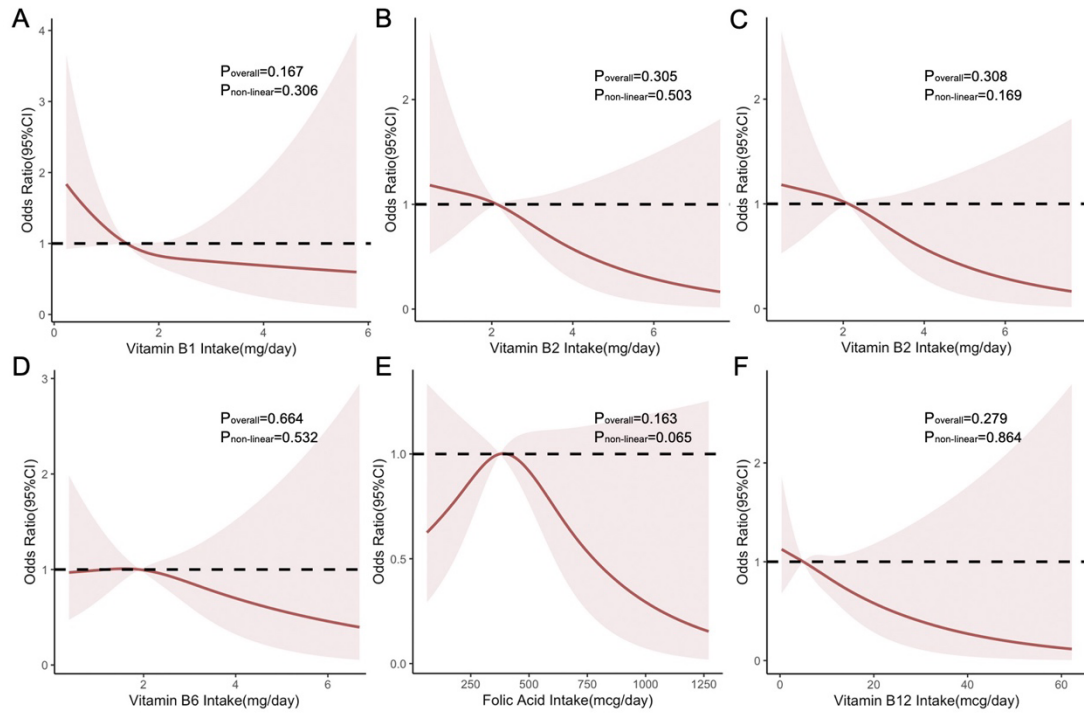 A
Odds Ratio(95%CI)
4
3
2
1
0
Poverall=0.167
Pnon-linear=0.306
0 2 4 6
Vitamin B1 Intake(mg/day)
B
Odds Ratio(95%CI)
2
1
0
Poverall=0.305
Pnon-linear=0.503
2 4 6
Vitamin B2 Intake(mg/day)
C
Odds Ratio(95%CI)
2
1
0
Poverall=0.308
Pnon-linear=0.169
2 4 6
Vitamin B2 Intake(mg/day)
D
Odds Ratio(95%CI)
3
2
1
0
Poverall=0.664
Pnon-linear=0.532
2 4 6
Vitamin B6 Intake(mg/day)
E
Odds Ratio(95%CI)
1.0
0.5
0.0
Poverall=0.163
Pnon-linear=0.065
250 500 750 1000 1250
Folic Acid Intake(mcg/day)
F
Odds Ratio(95%CI)
2
1
0
Poverall=0.279
Pnon-linear=0.864
0 20 40 60
Vitamin B12 Intake(mcg/day)